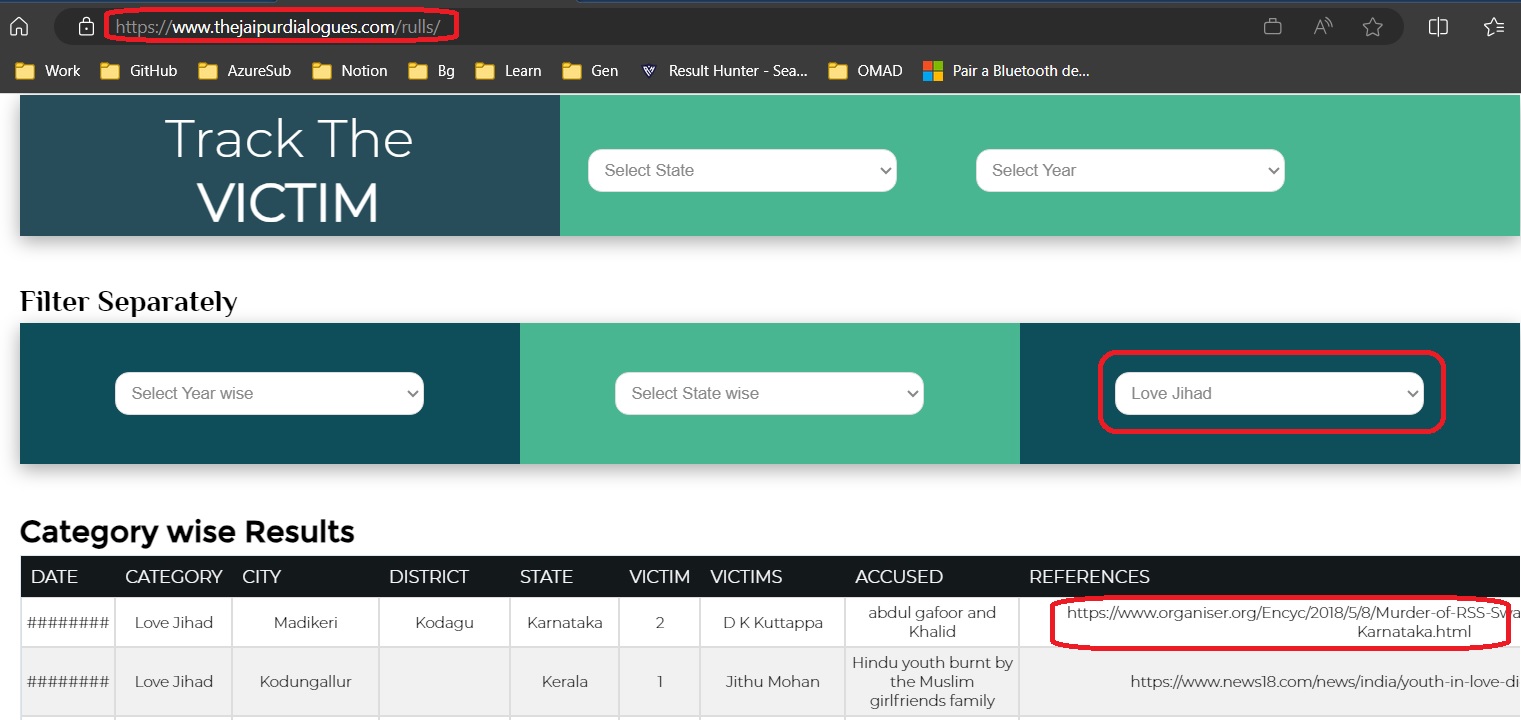 https://www.thejaipurdialogues.com/rulls/
Work GitHub AzureSub Notion Bg Learn Gen Result Hunter - Sea... OMAD Pair a Bluetooth de...
Track The
VICTIM
Select State Select Year
Filter Separately
Select Year wise Select State wise Love Jihad
Category wise Results
DATE CATEGORY CITY DISTRICT STATE VICTIM VICTIMS ACCUSED REFERENCES
######## Love Jihad Madikeri Kodagu Karnataka 2 D K Kuttappa abdul gafoor and https://www.organiser.org/Encyc/2018/5/8/Murder-of-RSS-Swa
Khalid Karnataka.html
######## Love Jihad Kodungallur Kerala 1 Jithu Mohan Hindu youth burnt by https://www.news18.com/news/india/youth-in-love-di
the Muslim
girlfriends family